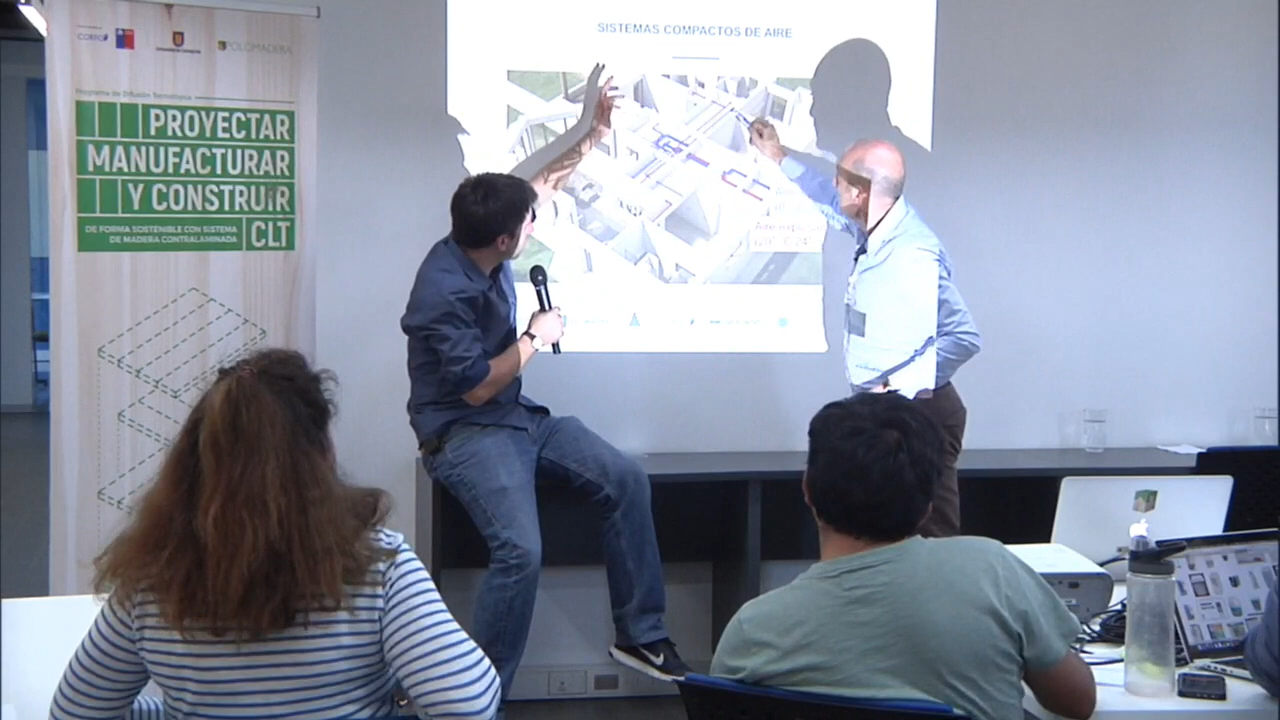 CORFO
POLOMADERA
Programa de Difusión Tecnológica
PROYECTAR
MANUFACTURAR
Y CONSTRUIR
DE FORMA SOSTENIBLE CON SISTEMA
DE MADERA CONTRALAMINADA
CLT
SISTEMAS COMPACTOS DE AIRE